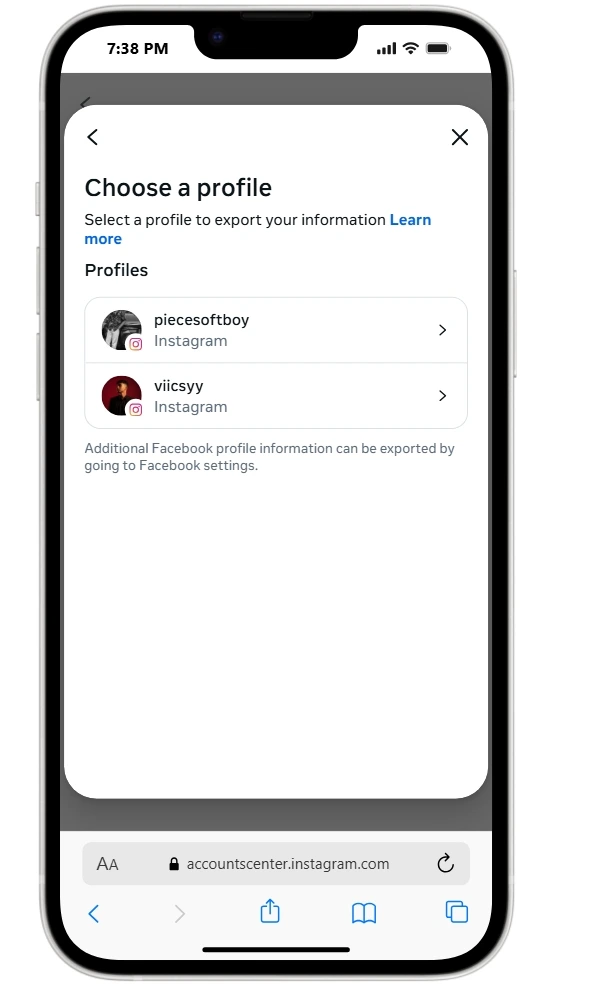 7:38 PM
Choose a profile
Select a profile to export your information Learn
more
Profiles
piecesoftboy
Instagram
viicsyy
Instagram
Additional Facebook profile information can be exported by
going to Facebook settings.
AA
accountscenter.instagram.com